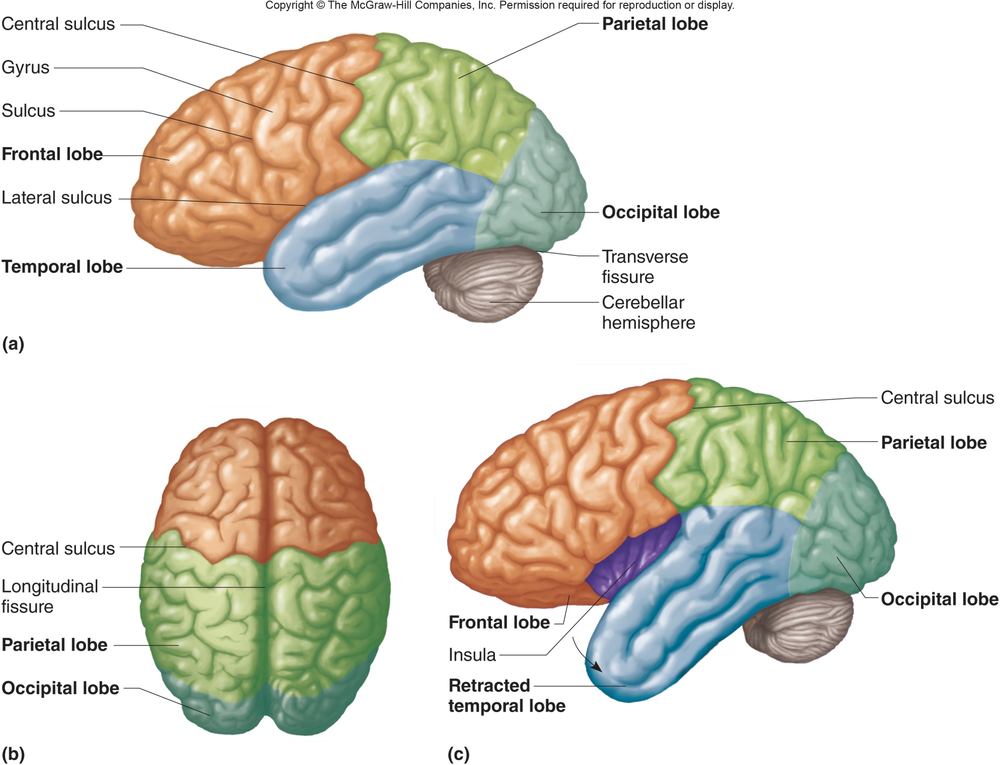 Copyright © The McGraw-Hill Companies, Inc. Permission required for reproduction or display.
Central sulcus
Gyrus
Sulcus
Frontal lobe
Lateral sulcus
Temporal lobe
Parietal lobe
Occipital lobe
Transverse
fissure
Cerebellar
hemisphere
(a)
Central sulcus
Longitudinal
fissure
Parietal lobe
Occipital lobe
(b)
Central sulcus
Parietal lobe
Occipital lobe
Frontal lobe
Insula
Retracted
temporal lobe
(c)